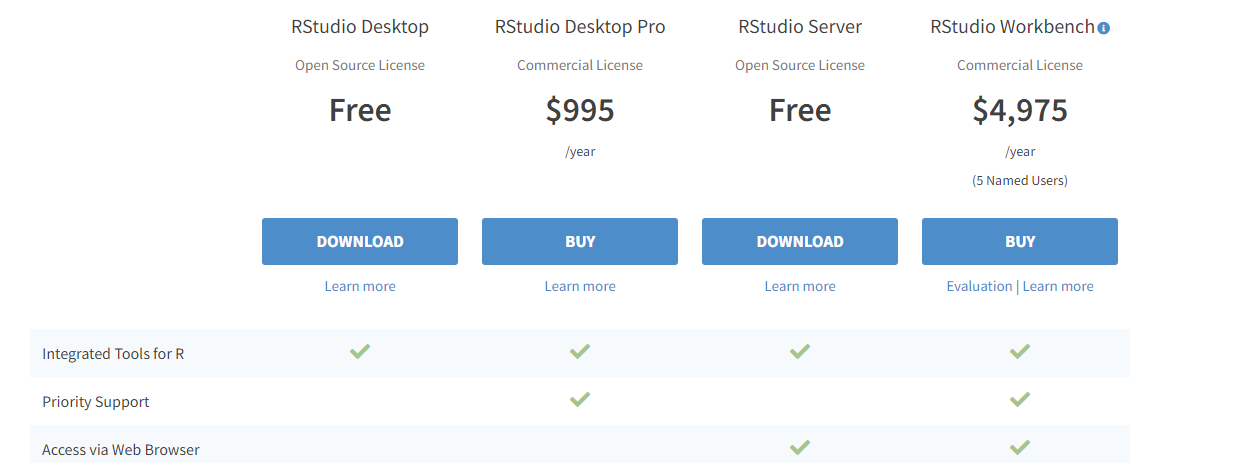 RStudio Desktop RStudio Desktop Pro RStudio Server RStudio Workbench
Open Source License Commercial License Open Source License Commercial License
Free $995 Free $4,975
/year /year
(5 Named Users)
DOWNLOAD BUY DOWNLOAD BUY
Learn more Learn more Learn more Evaluation | Learn more
Integrated Tools for R
Priority Support
Access via Web Browser